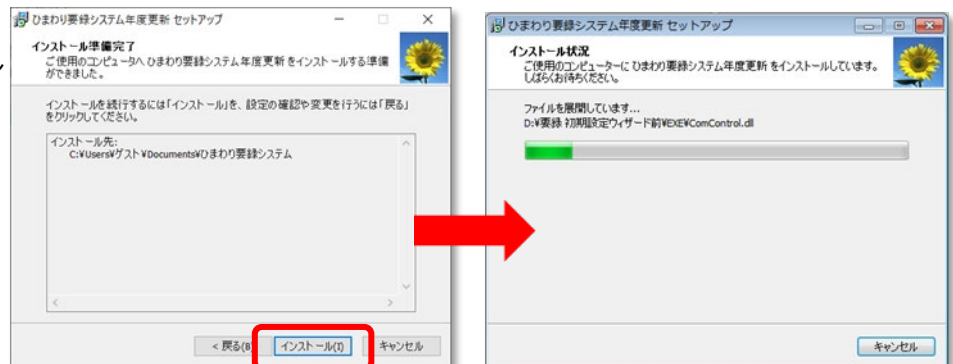 ひまわり要録システム年度更新 セットアップ
インストール準備完了
ご使用のコンピュータへ ひまわり要録システム年度更新 をインストールする準備
ができました。
インストールを続行するには「インストール」を、設定の確認や変更を行うには「戻る」
をクリックしてください。
インストール先:
C:¥Users¥ゲスト¥Documents¥ひまわり要録システム
< 戻る(B
インストール(I)
キャンセル
ひまわり要録システム年度更新 セットアップ
インストール状況
ご使用のコンピューターに ひまわり要録システム年度更新 をインストールしています。
しばらくお待ちください。
ファイルを展開しています...
D:¥要録 初期設定ウィザード前¥EXE¥ComControl.dll
キャンセル